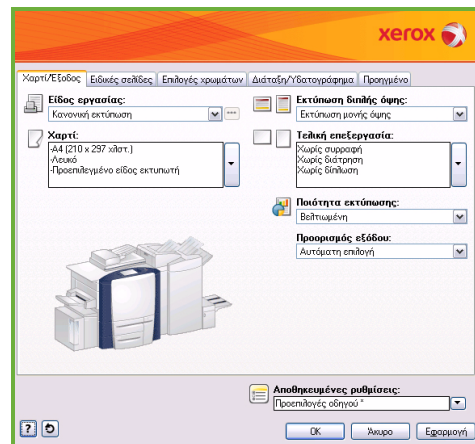 xerox
Χαρτί/Έξοδος Ειδικές σελίδες Επιλογές χρωμάτων Διάταξη/Υδατογράφημα Προηγμένο
Είδος εργασίας:
Κανονική εκτύπωση
Εκτύπωση διπλής όψης:
Εκτύπωση μονής όψης
Χαρτί:
-A4 (210 x 297 χλστ.)
-Λευκό
-Προεπιλεγμένο είδος εκτυπωτή
Τελική επεξεργασία:
Χωρίς συρραφή
Χωρίς διάτρηση
Χωρίς δίπλωση
Ποιότητα εκτύπωσης:
Βελτιωμένη
Προορισμός εξόδου:
Αυτόματη επιλογή
Αποθηκευμένες ρυθμίσεις:
Προεπιλογές οδηγού *
? OK Άκυρο Εφαρμογή